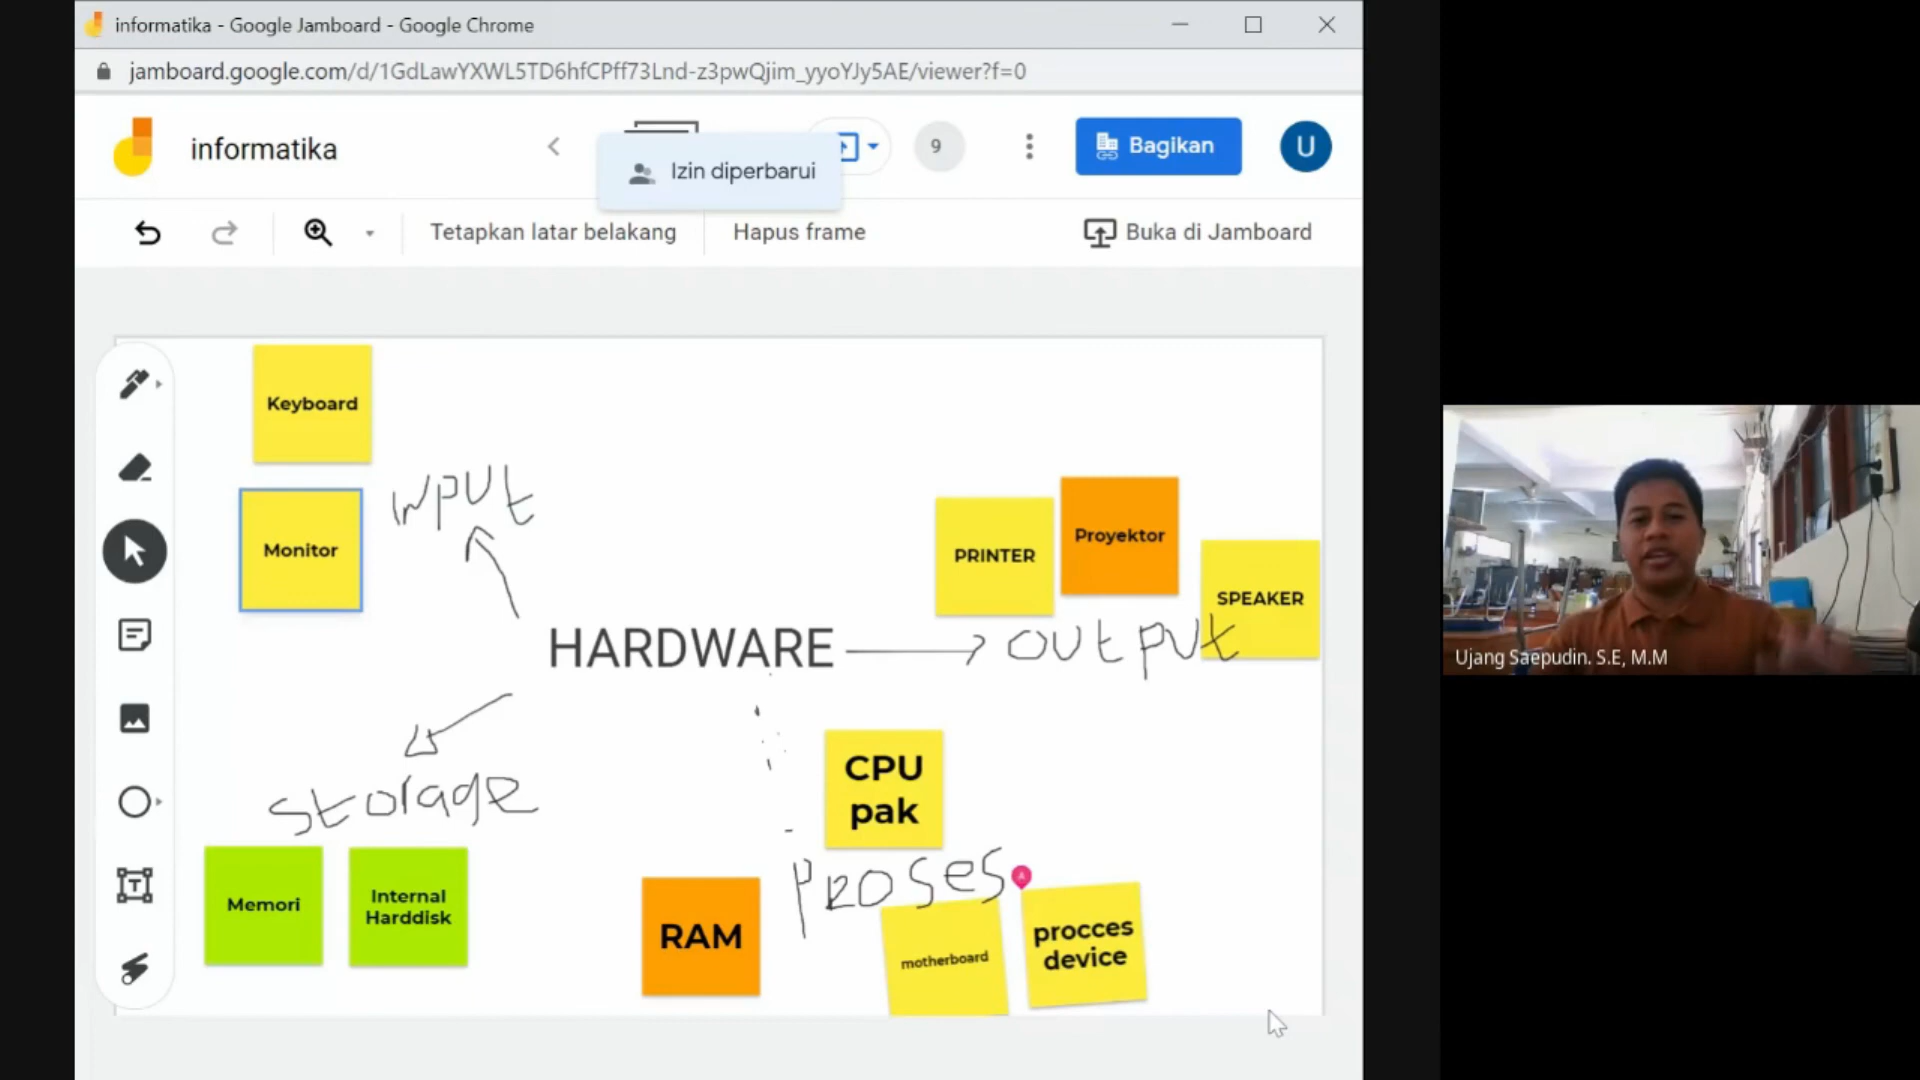 informatika - Google Jamboard - Google Chrome
jamboard.google.com/d/1GdLawYXWL5TD6hfCPff73Lnd-z3pwQjim_yyoYJy5AE/viewer?f=0
informatika
Izin diperbarui
9
Bagikan
U
Tetapkan latar belakang
Hapus frame
Buka di Jamboard
Keyboard
Monitor
INPUt
PRINTER
Proyektor
SPEAKER
HARDWARE
OUtPUt
Storage
CPU
pak
Memori
Internal
Harddisk
RAM
PROSeS
A
motherboard
procces
device
Ujang Saepudin. S.E, M.M